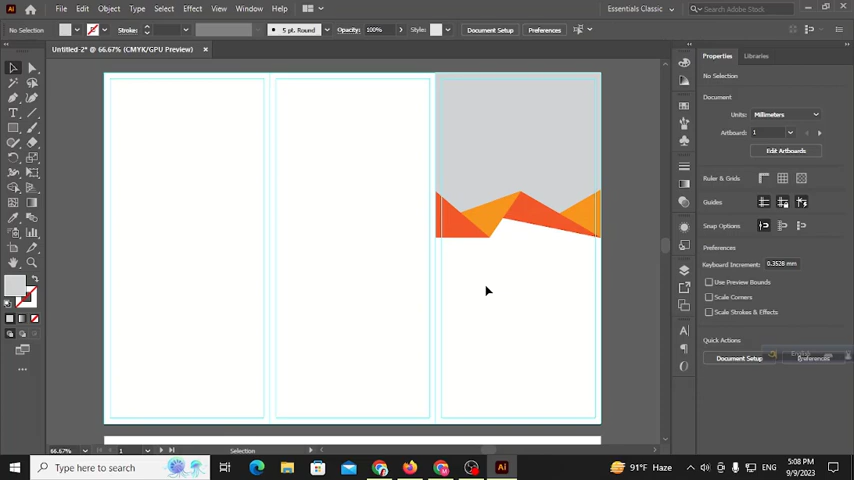 File Edit Object Type Select Effect View Window Help
Essentials Classic
Search Adobe Stock
No Selection
Stroke:
5 pt. Round
Opacity: 100%
Style:
Document Setup
Preferences
Untitled-2* @ 66.67% (CMYK/GPU Preview)
Properties
Libraries
No Selection
Document
Units: Millimeters
Artboard: 1
Edit Artboards
Ruler & Grids
Guides
Snap Options
Preferences
Keyboard Increment: 0.3528 mm
Use Preview Bounds
Scale Corners
Scale Strokes & Effects
Quick Actions
English
Document Setup
Preferences
66.67%
1
Selection
Type here to search
91°F Haze
ENG
5:08 PM
9/9/2023